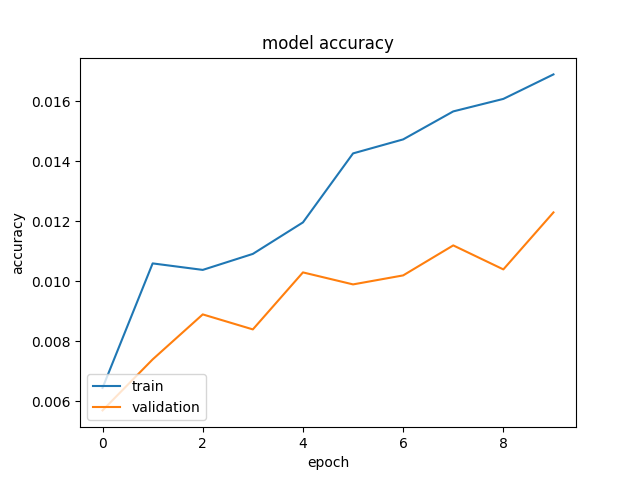 model accuracy
0.016
0.014
0.012
0.010
0.008
0.006
accuracy
train
validation
0 2 4 6 8
epoch